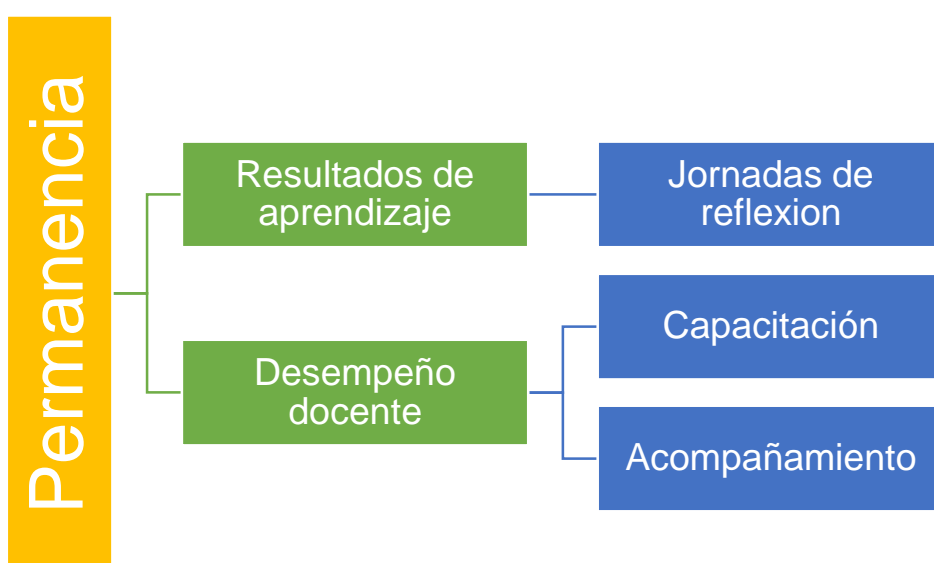 Permanencia
Resultados de
aprendizaje
Jornadas de
reflexion
Desempeño
docente
Capacitación
Acompañamiento